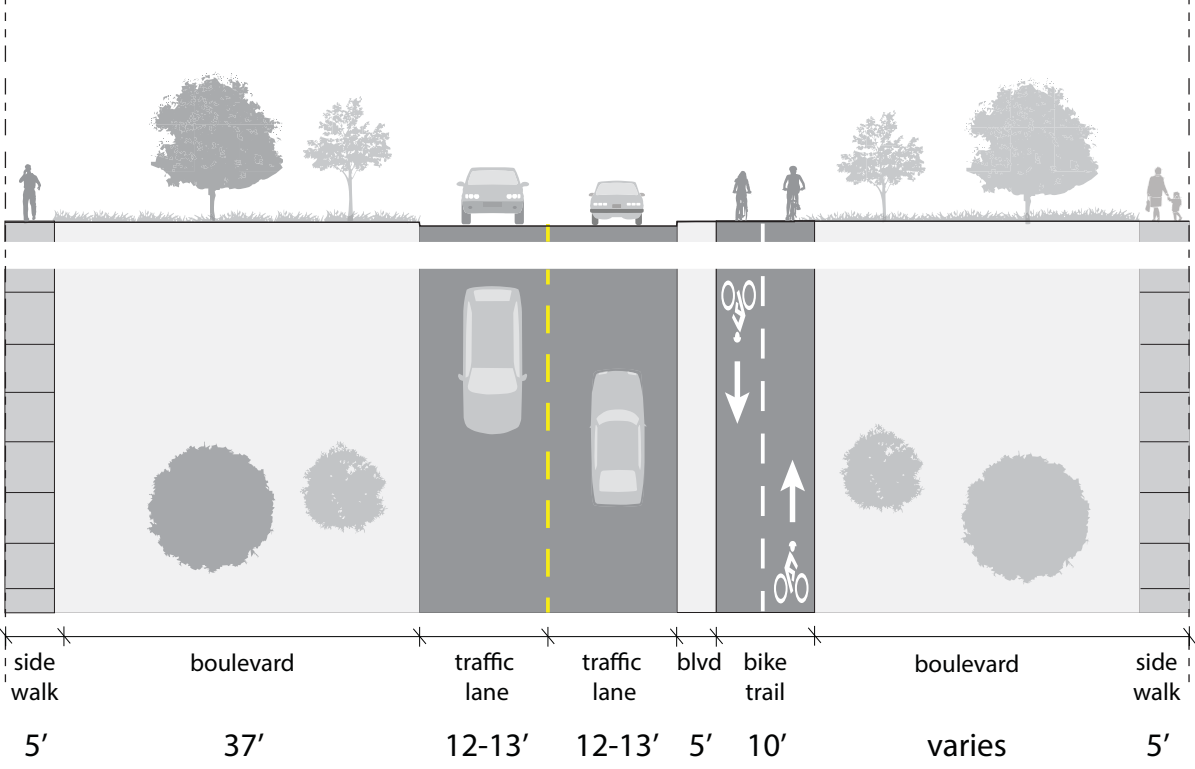 side
walk
boulevard
traffic
lane
traffic
lane
blvd
bike
trail
boulevard
side
walk
5’
37’
12-13’
12-13’
5’
10’
varies
5’